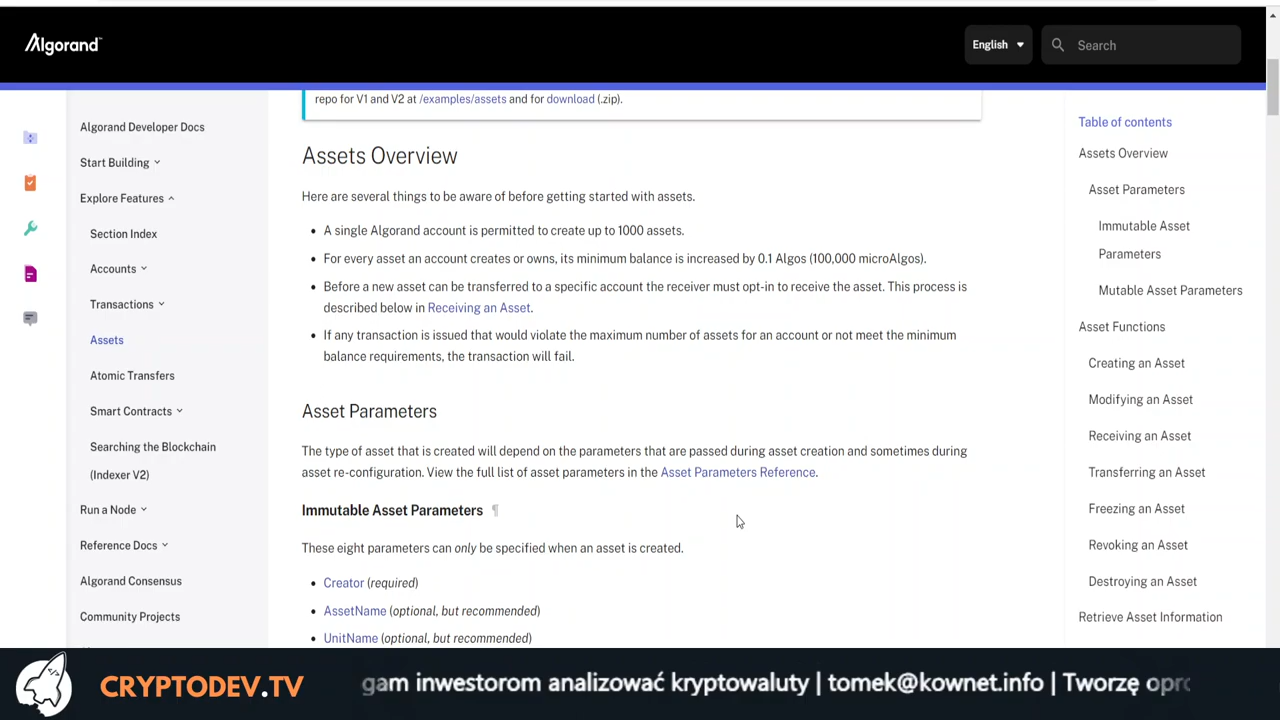 Algorand
English
Search
repo for V1 and V2 at /examples/assets and for download (.zip).
Algorand Developer Docs
Start Building
Explore Features
Section Index
Accounts
Transactions
Assets
Atomic Transfers
Smart Contracts
Searching the Blockchain
(Indexer V2)
Run a Node
Reference Docs
Algorand Consensus
Community Projects
Assets Overview
Here are several things to be aware of before getting started with assets.
• A single Algorand account is permitted to create up to 1000 assets.
• For every asset an account creates or owns, its minimum balance is increased by 0.1 Algos (100,000 microAlgos).
• Before a new asset can be transferred to a specific account the receiver must opt-in to receive the asset. This process is
described below in Receiving an Asset.
• If any transaction is issued that would violate the maximum number of assets for an account or not meet the minimum
balance requirements, the transaction will fail.
Asset Parameters
The type of asset that is created will depend on the parameters that are passed during asset creation and sometimes during
asset re-configuration. View the full list of asset parameters in the Asset Parameters Reference.
Immutable Asset Parameters ¶
These eight parameters can only be specified when an asset is created.
• Creator (required)
• AssetName (optional, but recommended)
• UnitName (optional, but recommended)
Table of contents
Assets Overview
Asset Parameters
Immutable Asset
Parameters
Mutable Asset Parameters
Asset Functions
Creating an Asset
Modifying an Asset
Receiving an Asset
Transferring an Asset
Freezing an Asset
Revoking an Asset
Destroying an Asset
Retrieve Asset Information
CRYPTODEV.TV
gam inwestorom analizować kryptowaluty | tomek@kownet.info | Tworzę opro